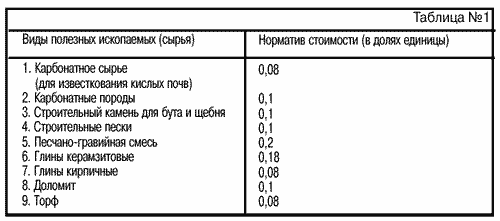 Таблица №1
Виды полезных ископаемых (сырья) Норматив стоимости (в долях единицы)
1. Карбонатное сырье 0,08
(для известкования кислых почв)
2. Карбонатные породы 0,1
3. Строительный камень для бута и щебня 0,1
4. Строительные пески 0,1
5. Песчано-гравийная смесь 0,2
6. Глины керамзитовые 0,18
7. Глины кирпичные 0,08
8. Доломит 0,1
9. Торф 0,08